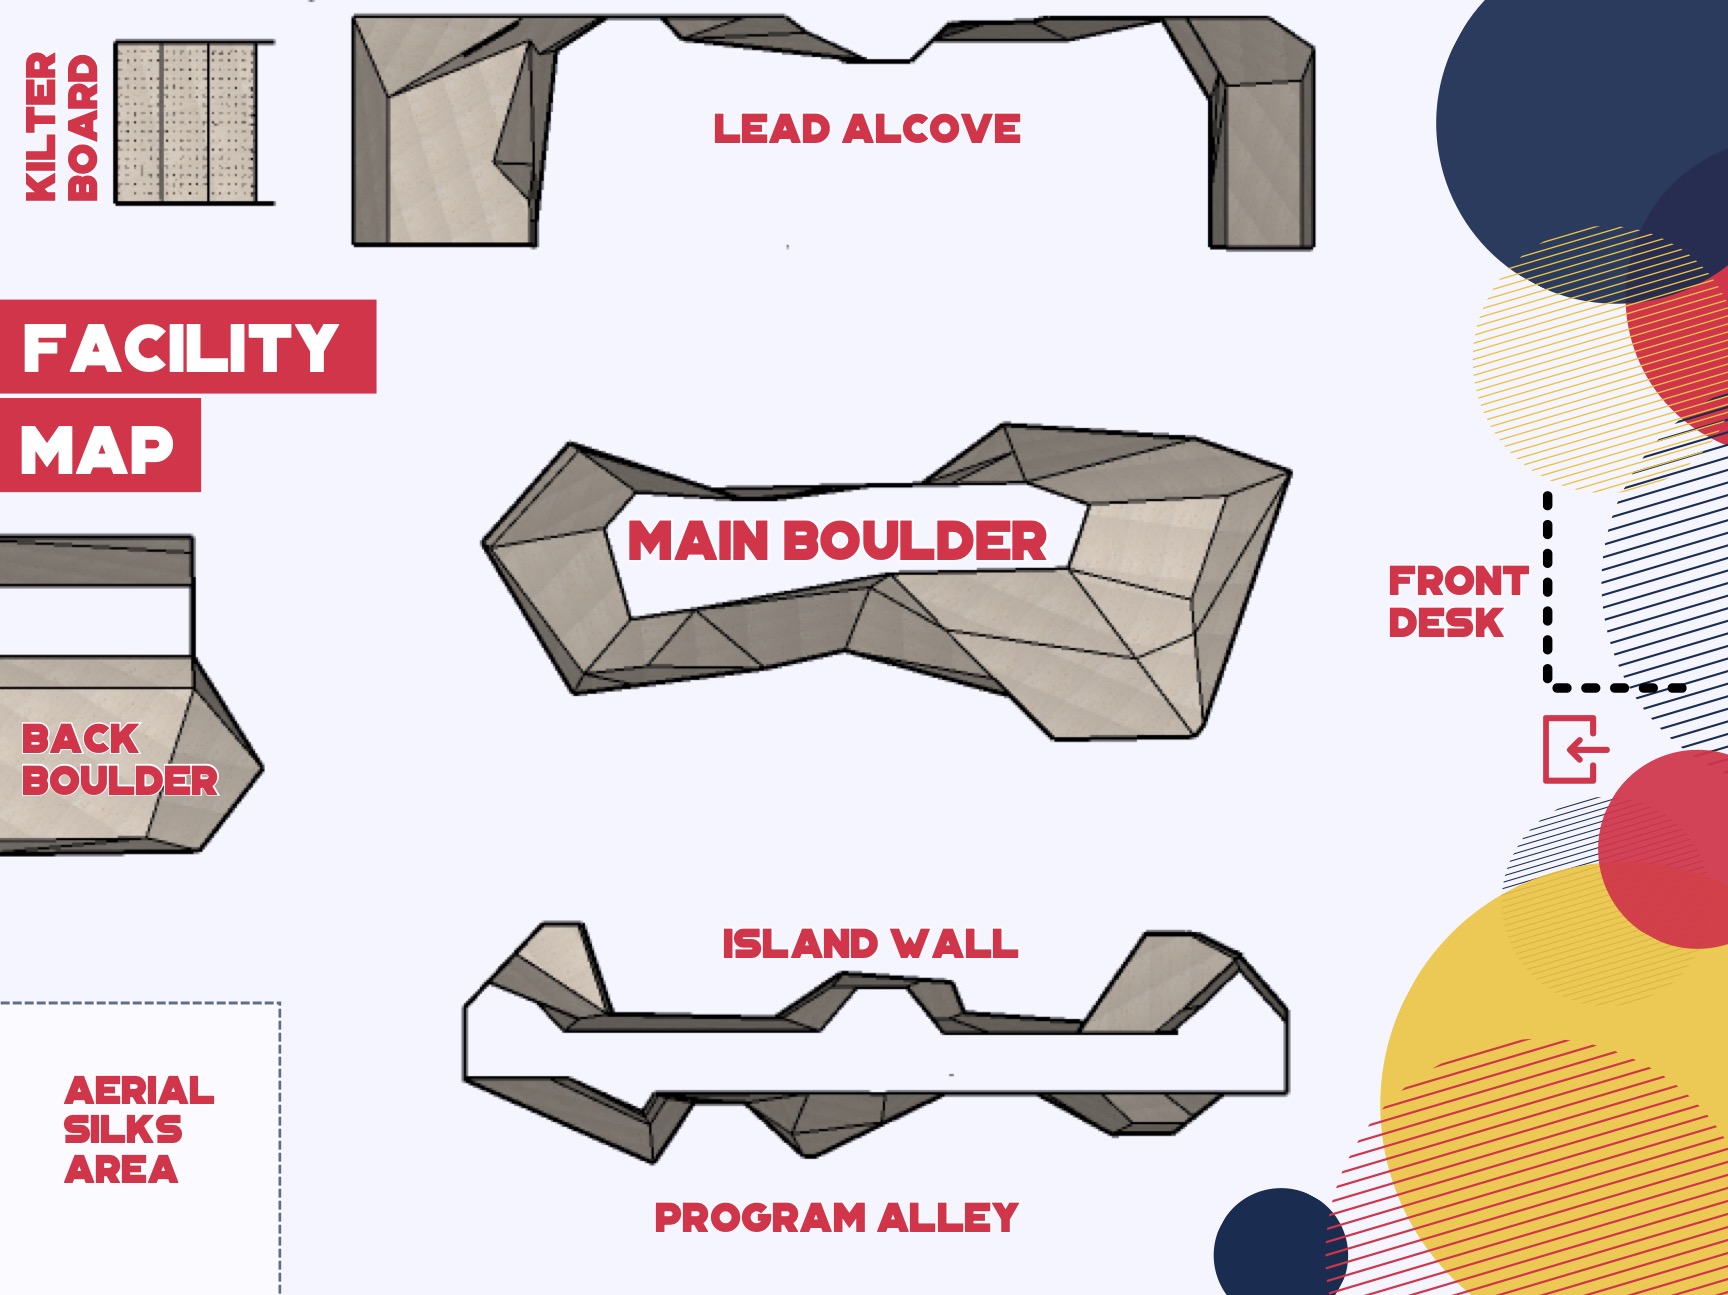 KILTER
BOARD
LEAD ALCOVE
FACILITY
MAP
MAIN BOULDER
FRONT
DESK
BACK
BOULDER
ISLAND WALL
AERIAL
SILKS
AREA
PROGRAM ALLEY